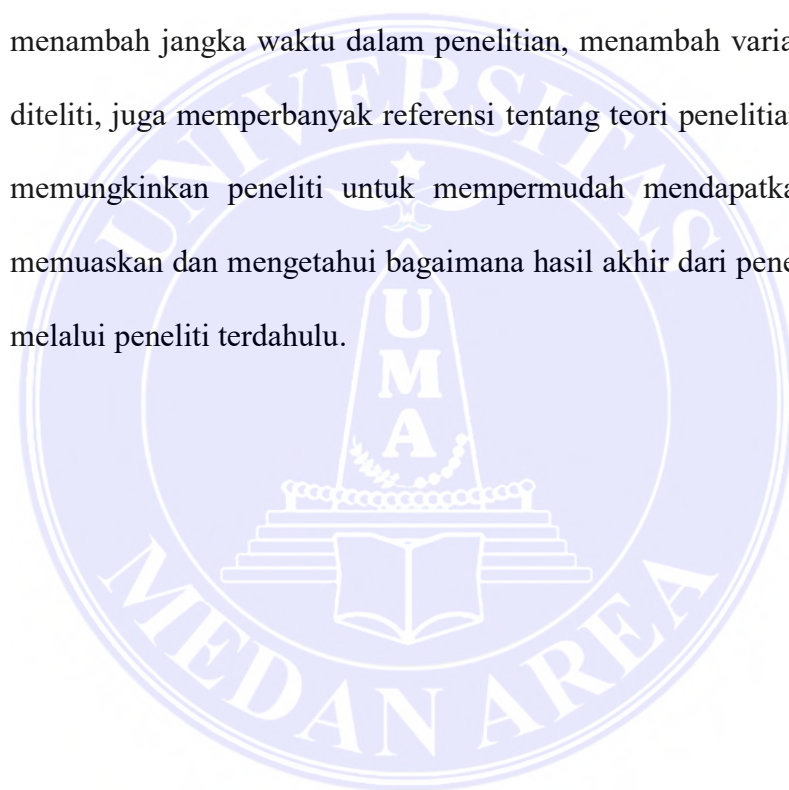 menambah jangka waktu dalam penelitian, menambah varia
diteliti, juga memperbanyak referensi tentang teori penelitia
memungkinkan peneliti untuk mempermudah mendapatka
memuaskan dan mengetahui bagaimana hasil akhir dari pene
melalui peneliti terdahulu.
UNIVERSITAS
U
M
A
MEDAN AREA